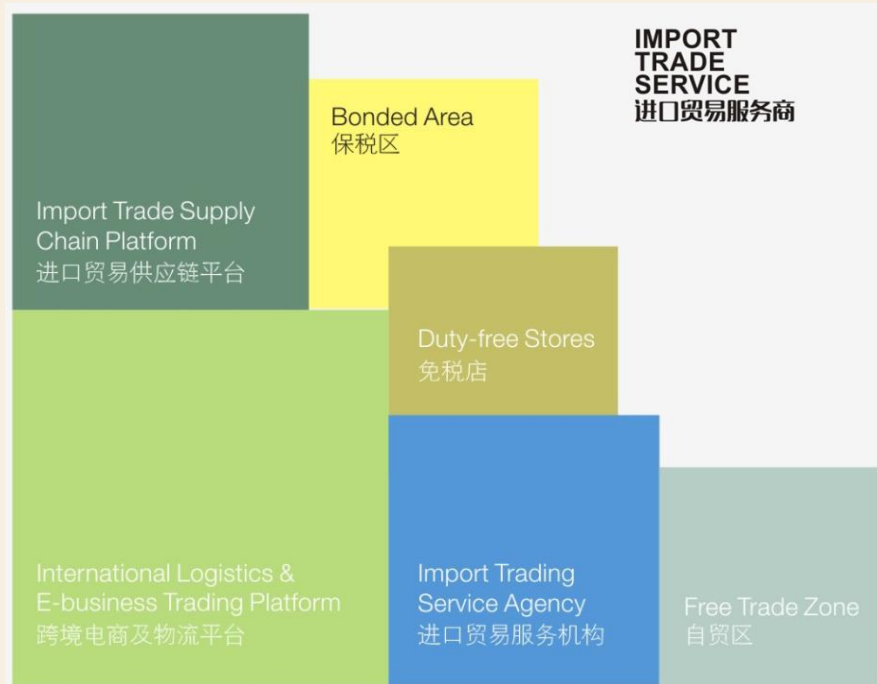 IMPORT
TRADE
SERVICE
进口贸易服务商
Bonded Area
保税区
Import Trade Supply
Chain Platform
进口贸易供应链平台
Duty-free Stores
免税店
International Logistics &
E-business Trading Platform
跨境电商及物流平台
Import Trading
Service Agency
进口贸易服务机构
Free Trade Zone
自贸区